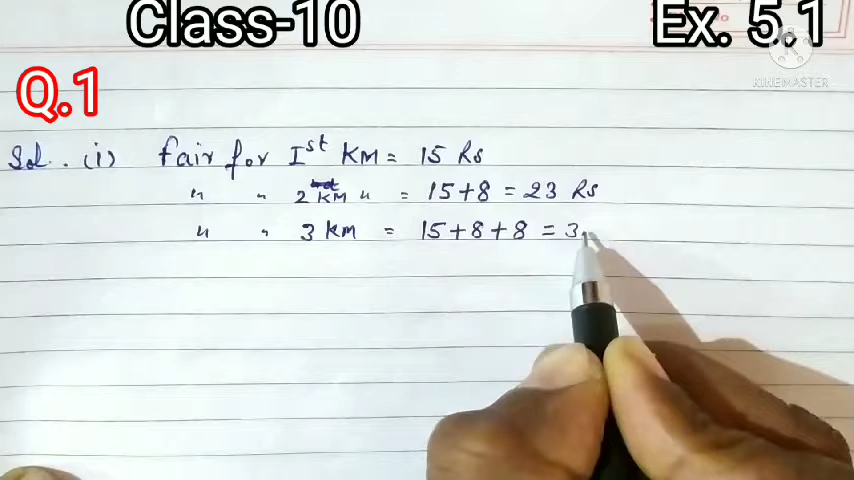 Class-10 Ex. 5.1
KINEMASTER
Q.1
Sol. (i) fair for Ist KM = 15 Rs
" " 2 KM " = 15+8 = 23 Rs
" " 3 km = 15+8+8 = 3